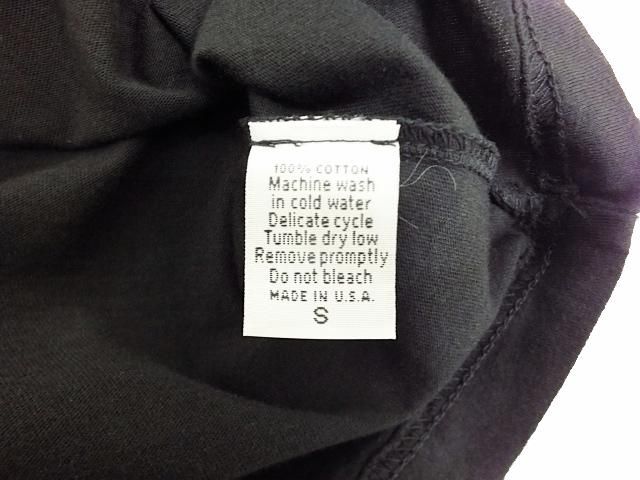 100% COTTON
Machine wash
in cold water
Delicate cycle
Tumble dry low
Remove promptly
Do not bleach
MADE IN U.S.A.
S